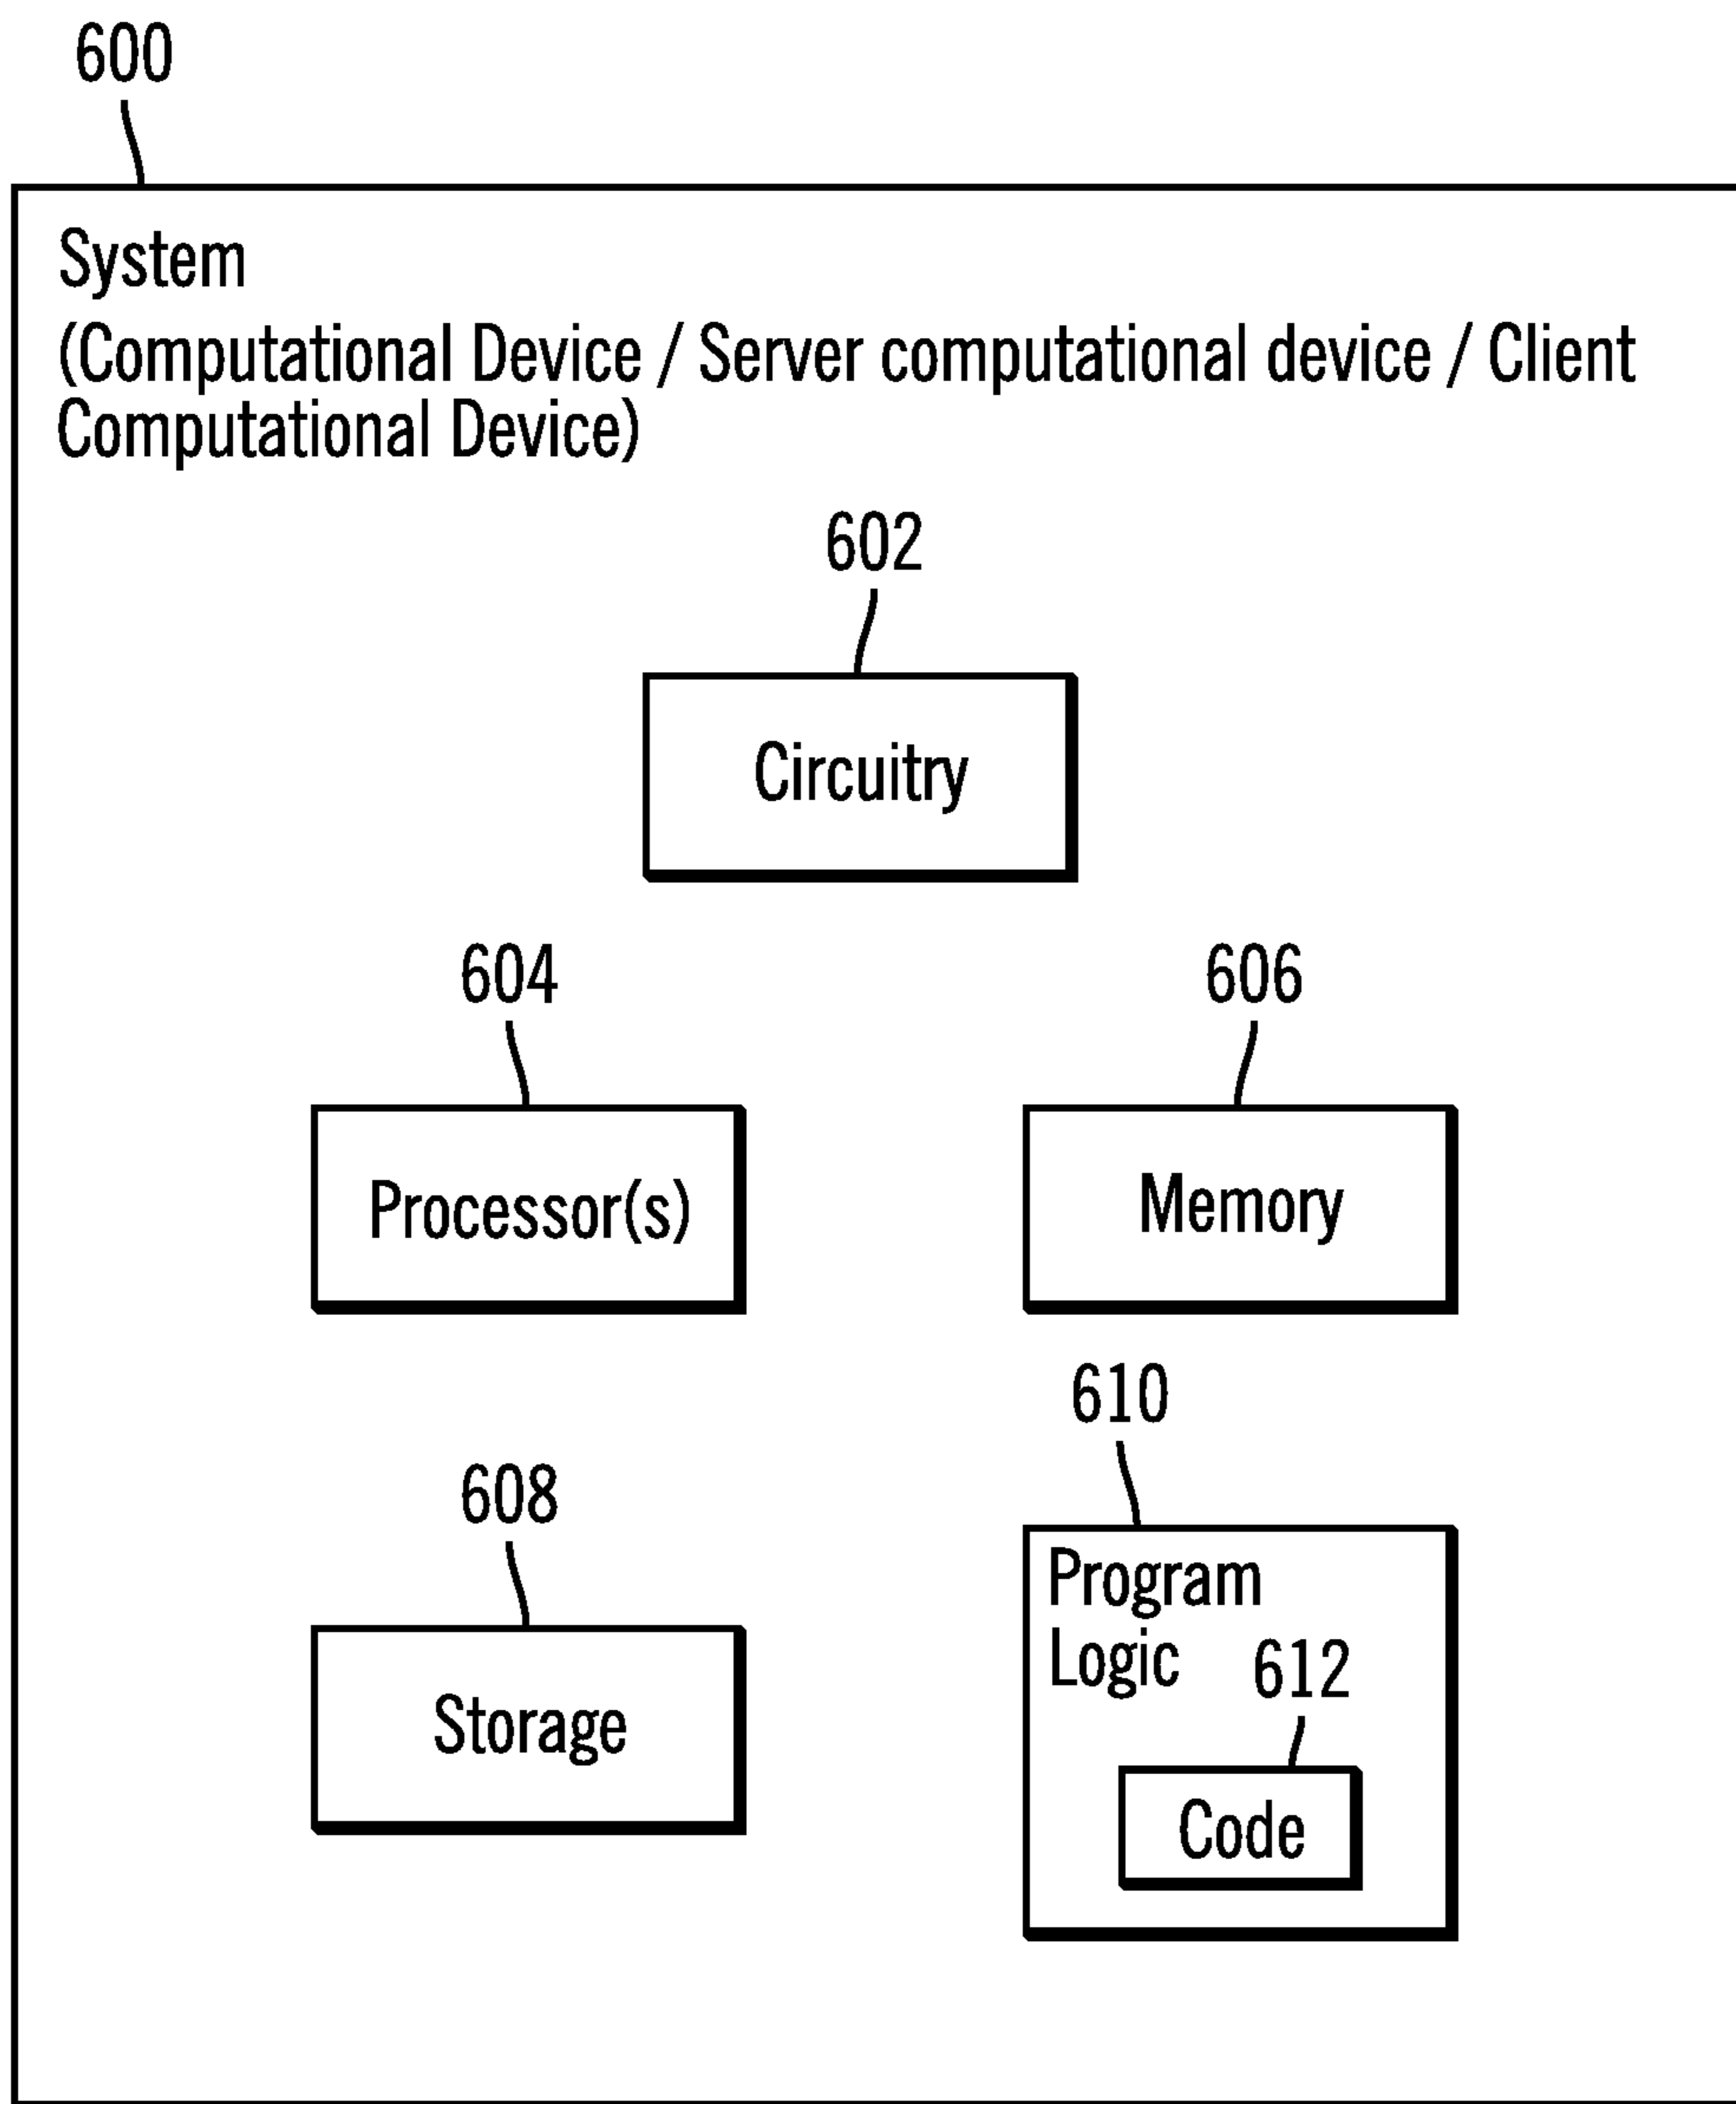 600
System
(Computational Device / Server computational device / Client
Computational Device)
602
Circuitry
604
606
Processor(s)
Memory
610
608
Program
Logic
612
Storage
Code